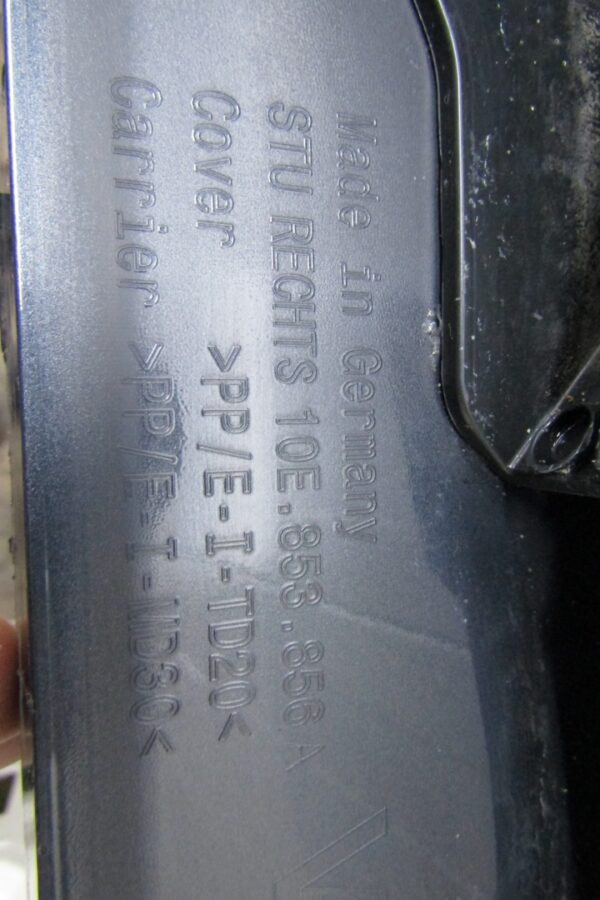 Made in Germany
STU RECHTS 10E.853.856 A
Cover >PP/E-I-TD20<
Carrier >PP/E-I-MD30<